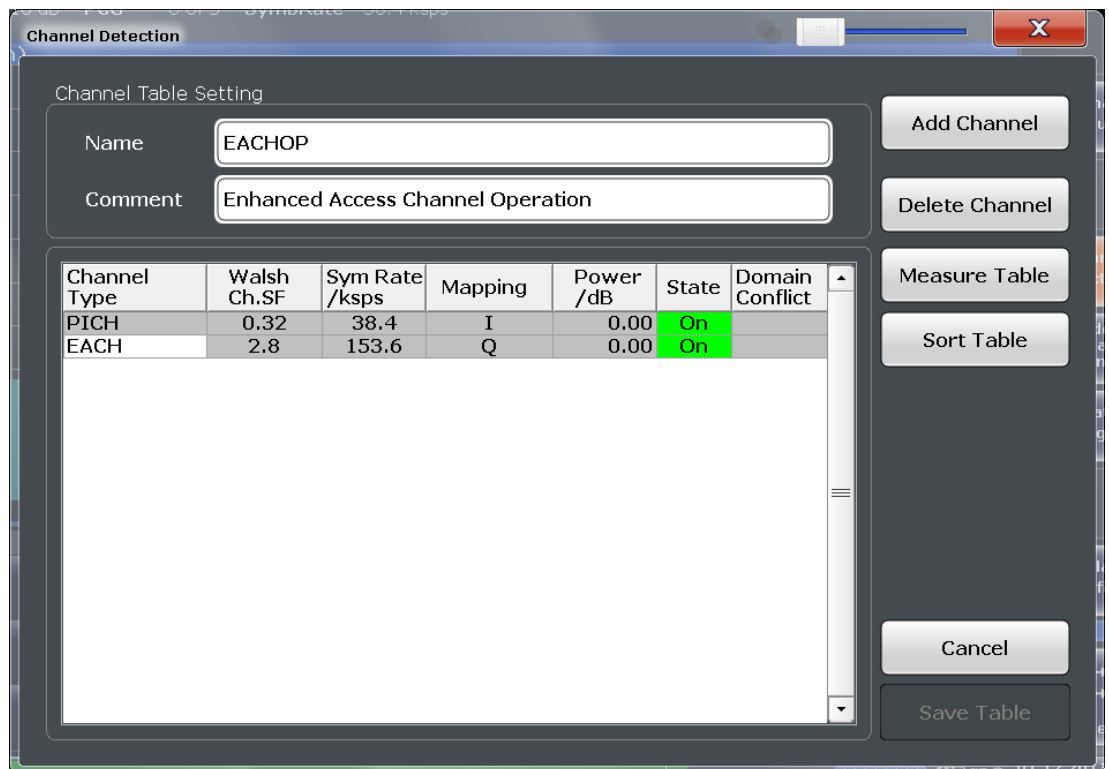 Channel Detection
X
Channel Table Setting
Name
EACHOP
Comment
Enhanced Access Channel Operation
Add Channel
Delete Channel
Measure Table
Sort Table
Cancel
Save Table
Channel Type Walsh Ch.SF Sym Rate /ksps Mapping Power /dB State Domain Conflict
PICH 0.32 38.4 I 0.00 On
EACH 2.8 153.6 Q 0.00 On